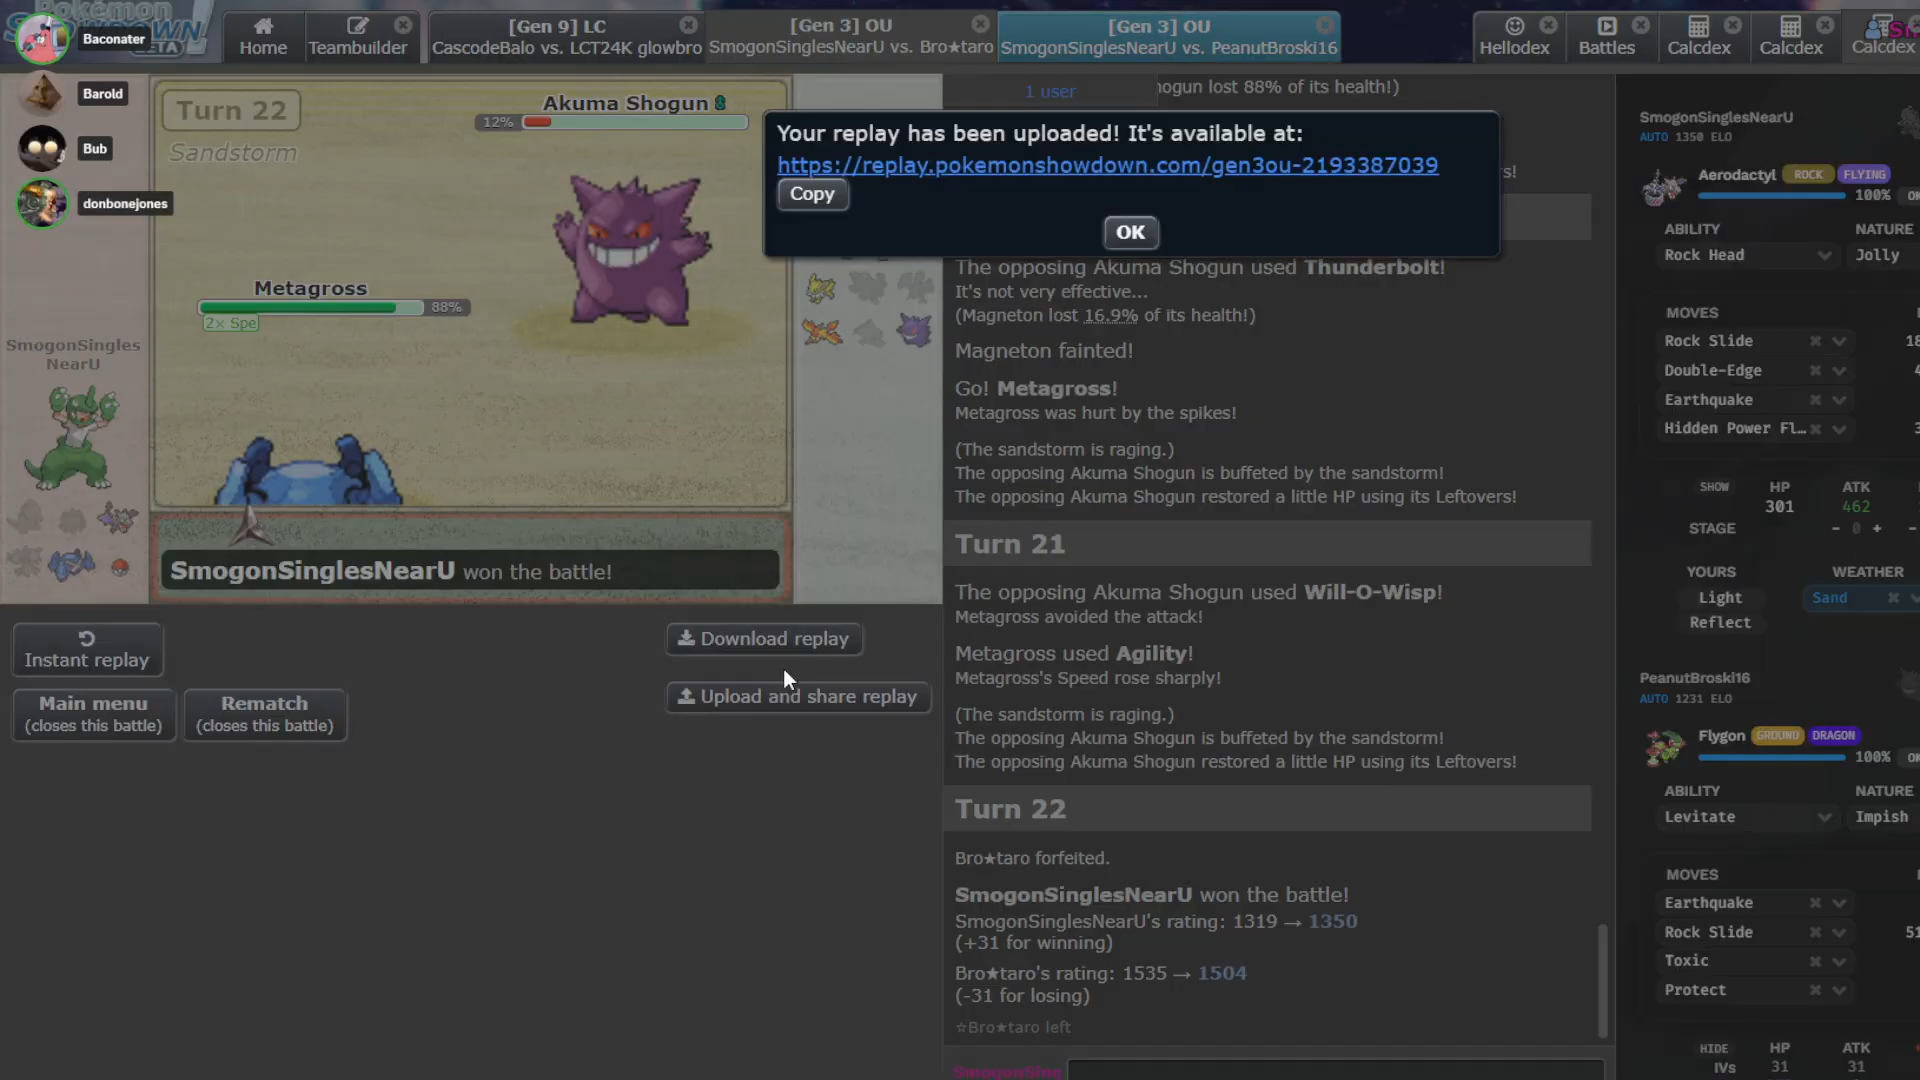 Pokémon
SHOWDOWN!
BETA
Baconater
Barold
Bub
donbonejones
Home
Teambuilder
[Gen 9] LC
CascodeBalo vs. LCT24K glowbro
[Gen 3] OU
SmogonSinglesNearU vs. Bro★taro
[Gen 3] OU
SmogonSinglesNearU vs. PeanutBroski16
Hellodex
Battles
Calcdex
Calcdex
Calcdex
Turn 22
Sandstorm
Akuma Shogun
12%
Metagross
88%
2× Spe
SmogonSingles
NearU
SmogonSinglesNearU won the battle!
Instant replay
Download replay
Upload and share replay
Main menu
(closes this battle)
Rematch
(closes this battle)
1 user
hogun lost 88% of its health!)
Your replay has been uploaded! It's available at:
https://replay.pokemonshowdown.com/gen3ou-2193387039
Copy
OK
s!
The opposing Akuma Shogun used Thunderbolt!
It's not very effective...
(Magneton lost 16.9% of its health!)
Magneton fainted!
Go! Metagross!
Metagross was hurt by the spikes!
(The sandstorm is raging.)
The opposing Akuma Shogun is buffeted by the sandstorm!
The opposing Akuma Shogun restored a little HP using its Leftovers!
Turn 21
The opposing Akuma Shogun used Will-O-Wisp!
Metagross avoided the attack!
Metagross used Agility!
Metagross's Speed rose sharply!
(The sandstorm is raging.)
The opposing Akuma Shogun is buffeted by the sandstorm!
The opposing Akuma Shogun restored a little HP using its Leftovers!
Turn 22
Bro★taro forfeited.
SmogonSinglesNearU won the battle!
SmogonSinglesNearU's rating: 1319 → 1350
(+31 for winning)
Bro★taro's rating: 1535 → 1504
(-31 for losing)
☆Bro★taro left
SmogonSing
SmogonSinglesNearU
AUTO 1350 ELO
Aerodactyl ROCK FLYING
100% OK
ABILITY NATURE
Rock Head Jolly
MOVES
Rock Slide 18
Double-Edge 4
Earthquake
Hidden Power Fl… 3
SHOW HP ATK
301 462
STAGE - 0 + -
YOURS WEATHER
Light Sand
Reflect
PeanutBroski16
AUTO 1231 ELO
Flygon GROUND DRAGON
100% OK
ABILITY NATURE
Levitate Impish
MOVES
Earthquake
Rock Slide 51
Toxic
Protect
HIDE HP ATK
IVs 31 31